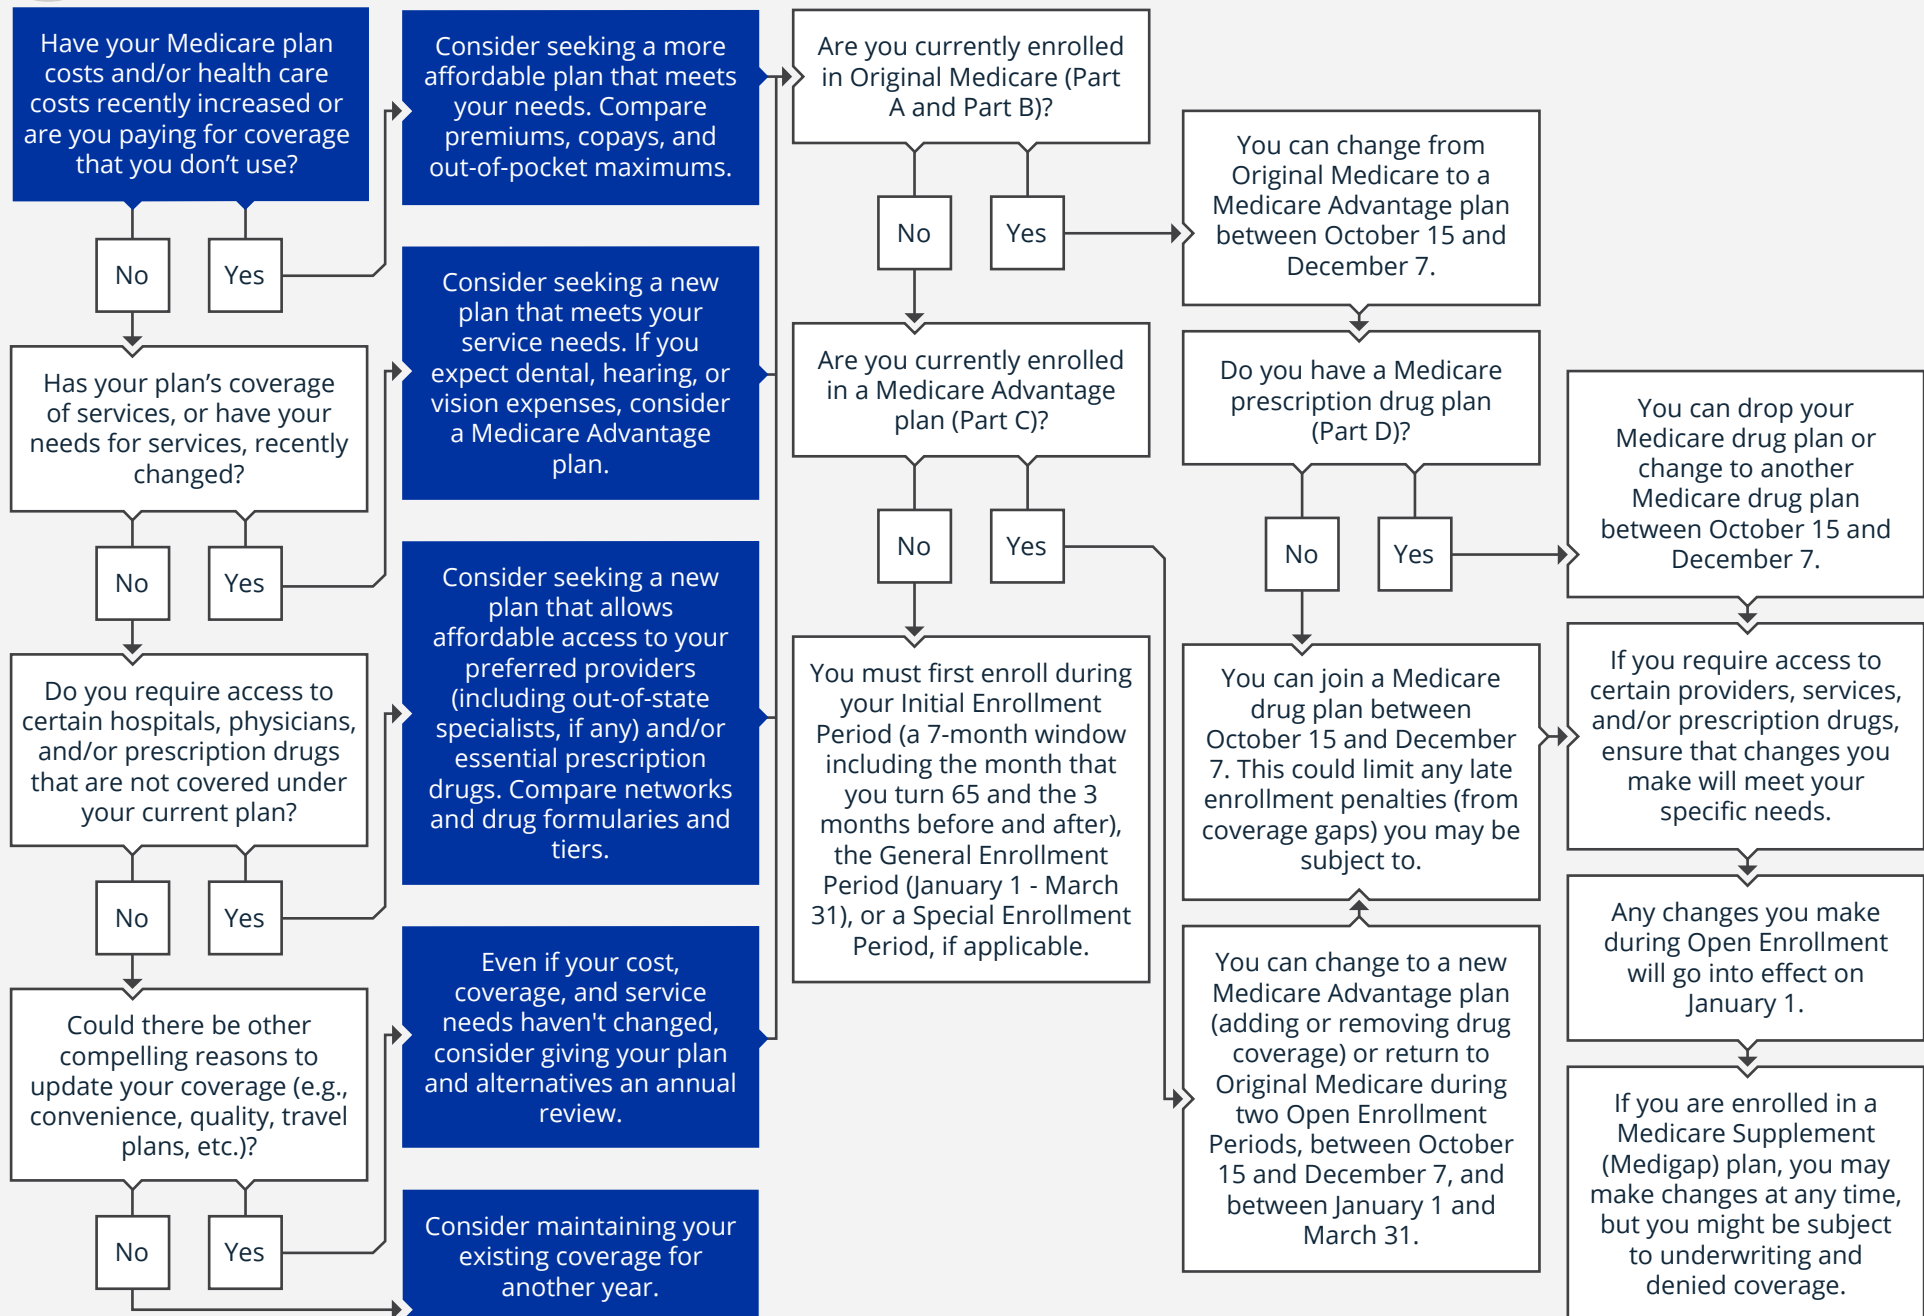 Have your Medicare plan
costs and/or health care
costs recently increased or
are you paying for coverage
that you don’t use?
No
Yes
Has your plan’s coverage
of services, or have your
needs for services, recently
changed?
No
Yes
Do you require access to
certain hospitals, physicians,
and/or prescription drugs
that are not covered under
your current plan?
No
Yes
Could there be other
compelling reasons to
update your coverage (e.g.,
convenience, quality, travel
plans, etc.)?
No
Yes
Consider seeking a more
affordable plan that meets
your needs. Compare
premiums, copays, and
out-of-pocket maximums.
Consider seeking a new
plan that meets your
service needs. If you
expect dental, hearing, or
vision expenses, consider
a Medicare Advantage
plan.
Consider seeking a new
plan that allows
affordable access to your
preferred providers
(including out-of-state
specialists, if any) and/or
essential prescription
drugs. Compare networks
and drug formularies and
tiers.
Even if your cost,
coverage, and service
needs haven't changed,
consider giving your plan
and alternatives an annual
review.
Consider maintaining your
existing coverage for
another year.
Are you currently enrolled
in Original Medicare (Part
A and Part B)?
No
Yes
Are you currently enrolled
in a Medicare Advantage
plan (Part C)?
No
Yes
You must first enroll during
your Initial Enrollment
Period (a 7-month window
including the month that
you turn 65 and the 3
months before and after),
the General Enrollment
Period (January 1 - March
31), or a Special Enrollment
Period, if applicable.
You can change from
Original Medicare to a
Medicare Advantage plan
between October 15 and
December 7.
Do you have a Medicare
prescription drug plan
(Part D)?
No
Yes
You can join a Medicare
drug plan between
October 15 and December
7. This could limit any late
enrollment penalties (from
coverage gaps) you may be
subject to.
You can change to a new
Medicare Advantage plan
(adding or removing drug
coverage) or return to
Original Medicare during
two Open Enrollment
Periods, between October
15 and December 7, and
between January 1 and
March 31.
You can drop your
Medicare drug plan or
change to another
Medicare drug plan
between October 15 and
December 7.
If you require access to
certain providers, services,
and/or prescription drugs,
ensure that changes you
make will meet your
specific needs.
Any changes you make
during Open Enrollment
will go into effect on
January 1.
If you are enrolled in a
Medicare Supplement
(Medigap) plan, you may
make changes at any time,
but you might be subject
to underwriting and
denied coverage.